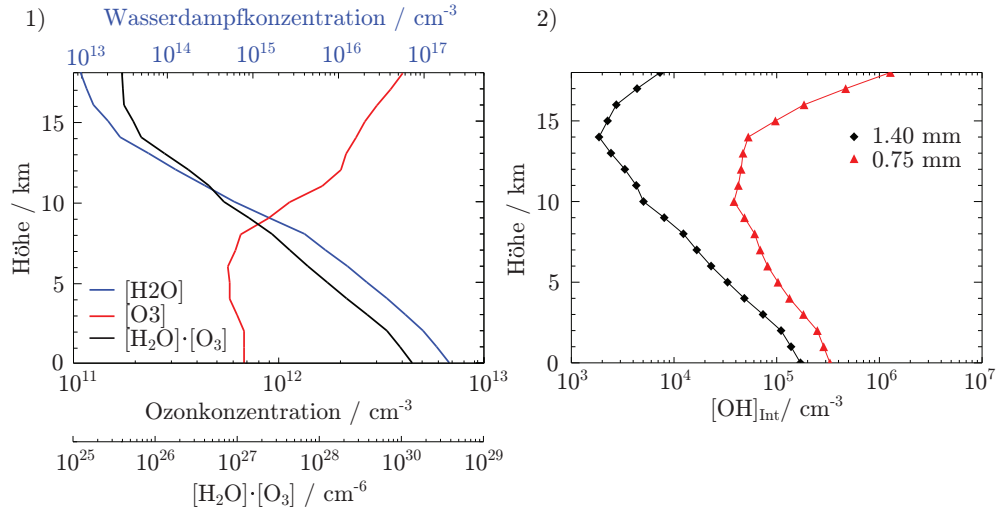 1)
Wasserdampfkonzentration / cm-3
10^13 10^14 10^15 10^16 10^17
Höhe / km
15
10
5
0
[H2O]
[O3]
[H₂O]·[O₃]
10^11 10^12 10^13
Ozonkonzentration / cm-3
10^25 10^26 10^27 10^28 10^30 10^29
[H₂O]·[O₃] / cm-6
2)
Höhe / km
15
10
5
0
1.40 mm
0.75 mm
10^3 10^4 10^5 10^6 10^7
[OH]Int/ cm-3